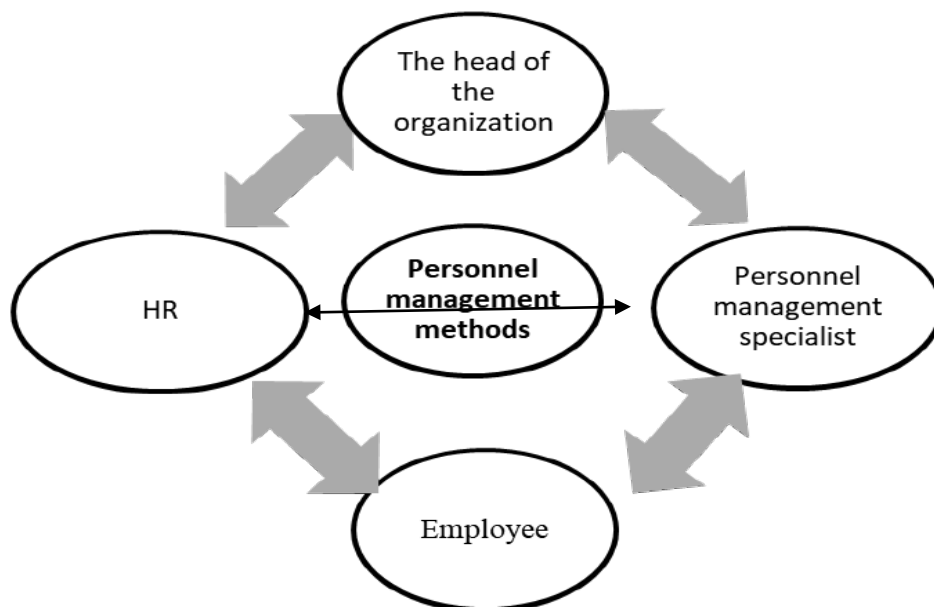 The head of
the
organization
HR
Personnel
management
methods
Personnel
management
specialist
Employee